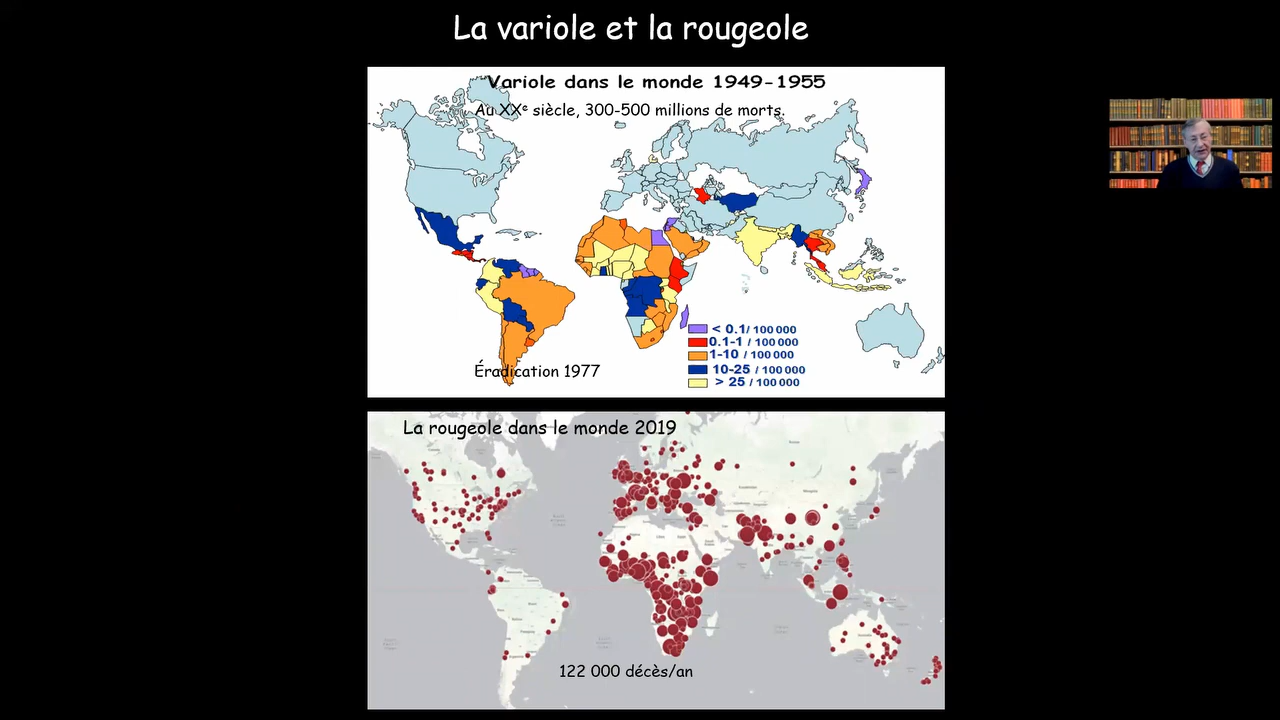 La variole et la rougeole
Variole dans le monde 1949-1955
Au XXe siècle, 300-500 millions de morts.
< 0.1/ 100 000
0.1-1 / 100 000
1-10 / 100 000
10-25 / 100 000
> 25 / 100 000
Éradication 1977
La rougeole dans le monde 2019
122 000 décès/an